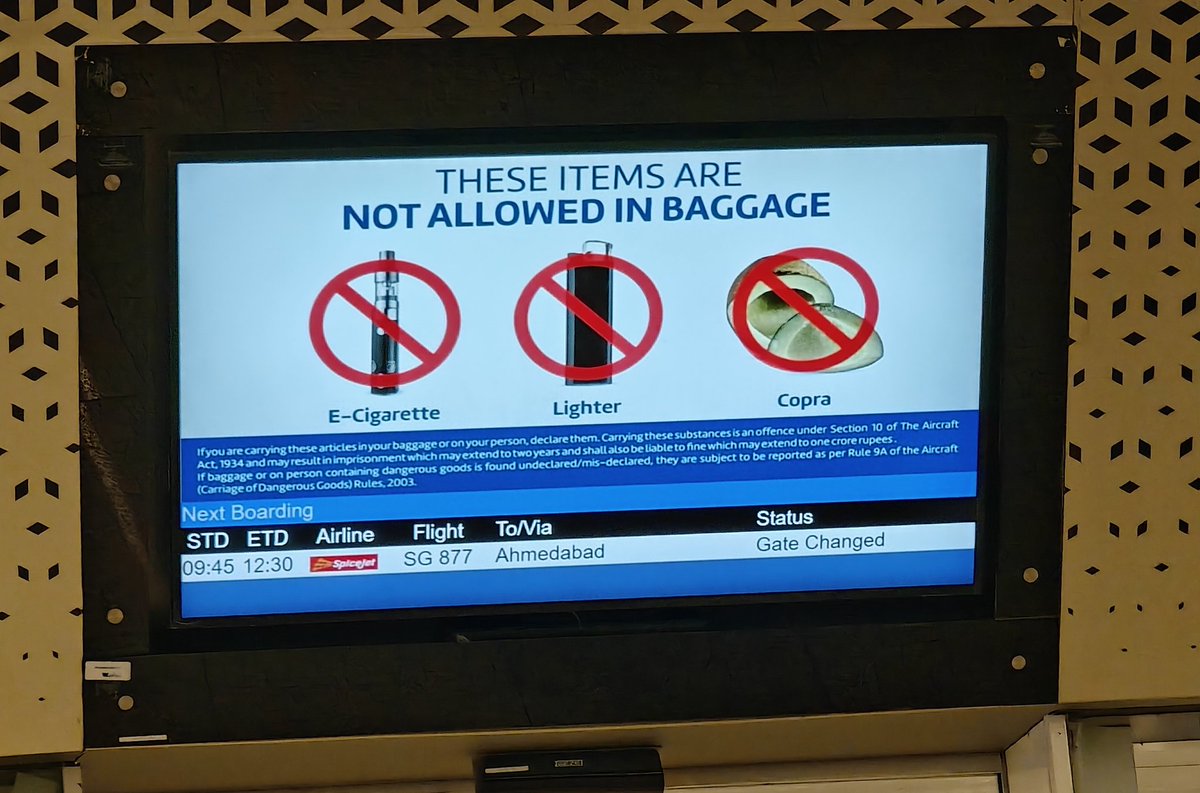 THESE ITEMS ARE
NOT ALLOWED IN BAGGAGE
E-Cigarette
Lighter
Copra
If you are carrying these articles in your baggage or on your person, declare them. Carrying these substances is an offence under Section 10 of The Aircraft
Act, 1934 and may result in imprisonment which may extend to two years and shall also be liable to fine which may extend to one crore rupees.
If baggage or on person containing dangerous goods is found undeclared/mis-declared, they are subject to be reported as per Rule 9A of the Aircraft
(Carriage of Dangerous Goods) Rules, 2003.
Next Boarding
STD ETD Airline Flight To/Via Status
09:45 12:30 SpiceJet SG 877 Ahmedabad Gate Changed